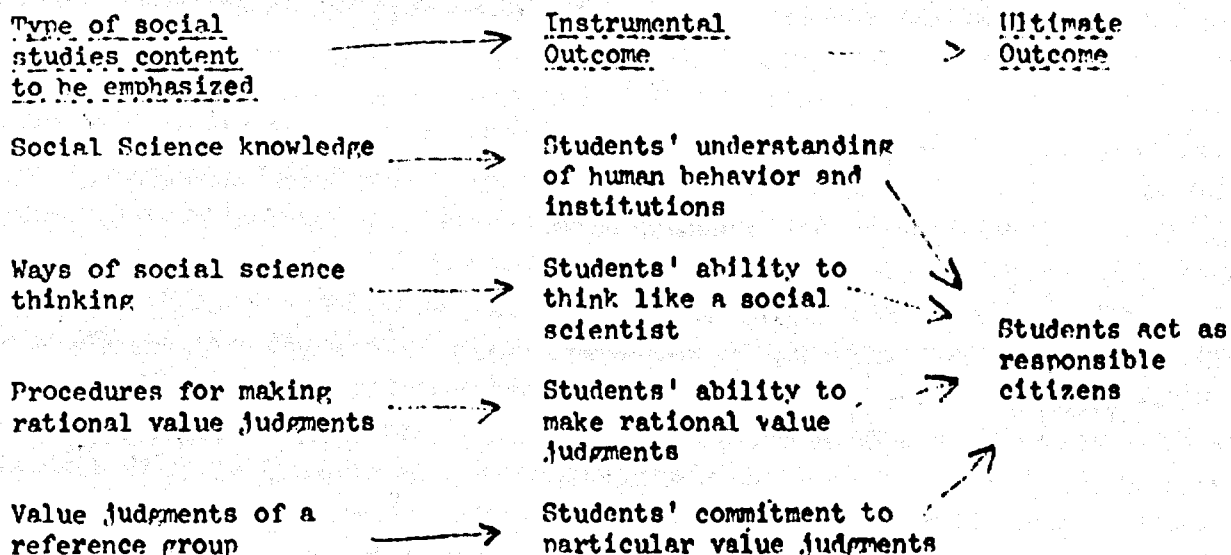 Type of social
studies content
to be emphasized
Instrumental
Outcome
Ultimate
Outcome
Social Science knowledge
Students' understanding
of human behavior and
institutions
Ways of social science
thinking
Students' ability to
think like a social
scientist
Procedures for making
rational value judgments
Students' ability to
make rational value
judgments
Value judgments of a
reference group
Students' commitment to
particular value judgments
Students act as
responsible
citizens